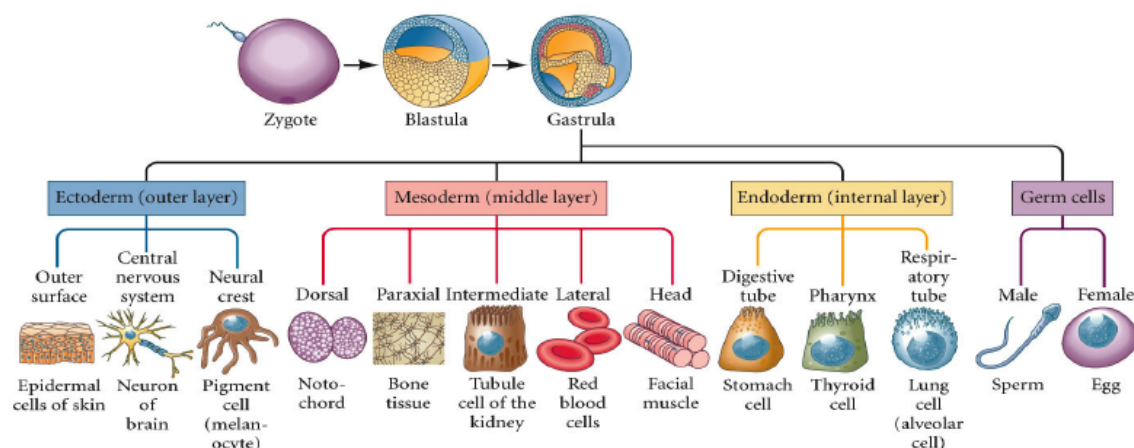 Zygote
Blastula
Gastrula
Ectoderm (outer layer)
Mesoderm (middle layer)
Endoderm (internal layer)
Germ cells
Outer
surface
Central
nervous
system
Neural
crest
Dorsal
Paraxial
Intermediate
Lateral
Head
Digestive
tube
Pharynx
Respir-
atory
tube
Male
Female
Epidermal
cells of skin
Neuron
of
brain
Pigment
cell
(melan-
ocyte)
Noto-
chord
Bone
tissue
Tubule
cell of the
kidney
Red
blood
cells
Facial
muscle
Stomach
cell
Thyroid
cell
Lung
cell
(alveolar
cell)
Sperm
Egg